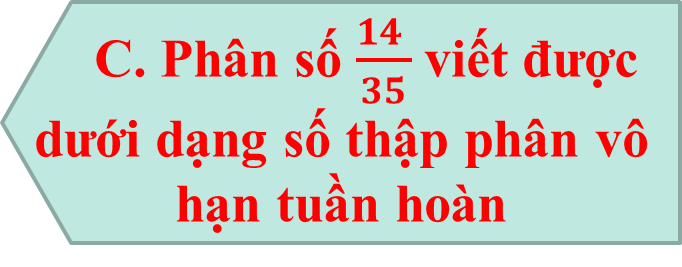 C. Phân số 14/35 viết được
dưới dạng số thập phân vô
hạn tuần hoàn